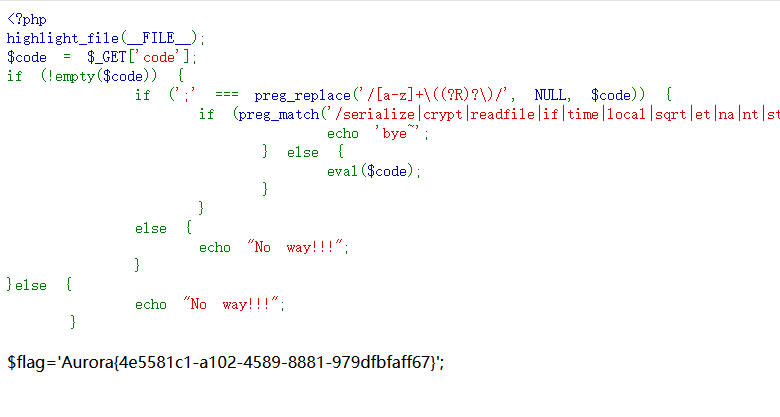 <?php
highlight_file(__FILE__);
$code = $_GET['code'];
if (!empty($code)) {
if (';' === preg_replace('/[a-z]+\((?R)?\)/', NULL, $code)) {
if (preg_match('/serialize|crypt|readfile|if|time|local|sqrt|et|na|nt|st
echo 'bye~';
} else {
eval($code);
}
}
else {
echo "No way!!!";
}
}else {
echo "No way!!!";
}
$flag='Aurora{4e5581c1-a102-4589-8881-979dfbfaff67}';